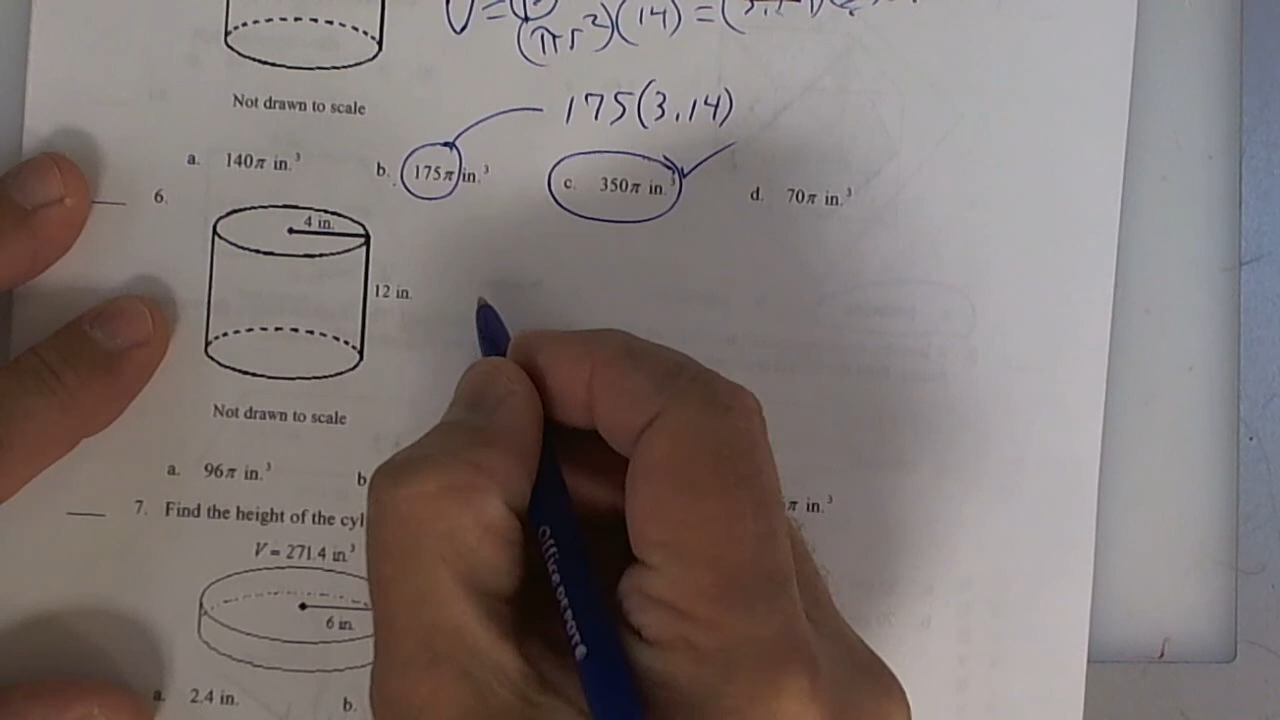 V =
(πr²)(14) = (
Not drawn to scale
175(3.14)
a. 140π in.³ b. 175π in.³ c. 350π in.³ d. 70π in.³
6.
4 in.
12 in.
Not drawn to scale
a. 96π in.³ b
π in.³
7. Find the height of the cyl
V = 271.4 in³
6 in.
Office DEPOT
a. 2.4 in. b.